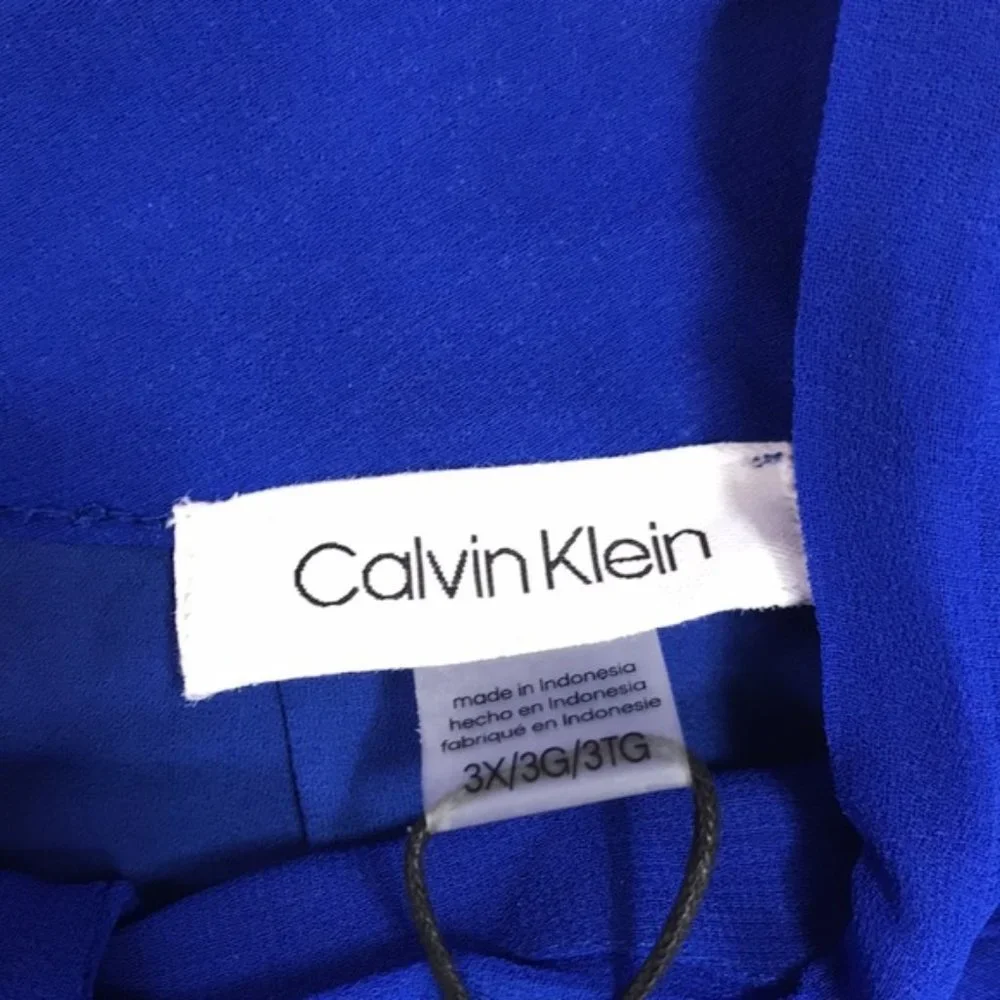 Calvin Klein
made in Indonesia
hecho en Indonesia
fabriqué en Indonesie
3X/3G/3TG